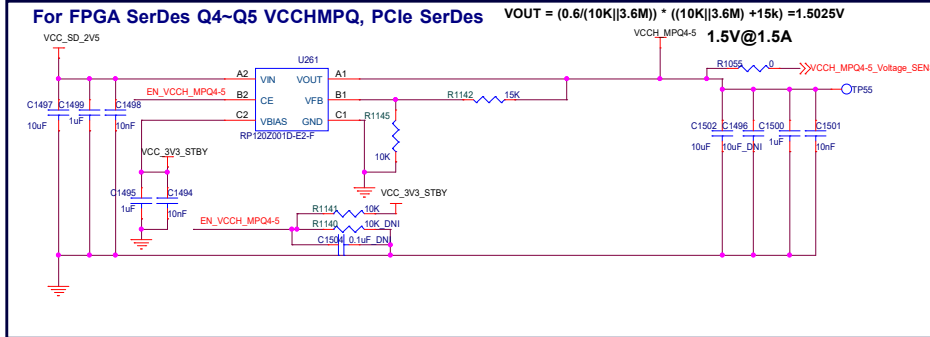 For FPGA SerDes Q4~Q5 VCCHMPQ, PCIe SerDes
VOUT = (0.6/(10K||3.6M)) * ((10K||3.6M) +15k) =1.5025V
VCC_SD_2V5
VCCH_MPQ4-5
1.5V@1.5A
U261
R1055 0
VCCH_MPQ4-5_Voltage_SEN
A2 VIN VOUT A1
EN_VCCH_MPQ4-5 B2 CE VFB B1
R1142 15K
TP55
C2 VBIAS GND C1
RP120Z001D-E2-F
R1145
10K
C1497 C1499 C1498
10uF 1uF 10nF
C1502 C1496 C1500 C1501
10uF 10uF_DNI 1uF 10nF
VCC_3V3_STBY
C1495 C1494
1uF 10nF
VCC_3V3_STBY
R1141 10K
EN_VCCH_MPQ4-5
R1140 10K_DNI
C1504 0.1uF_DNI